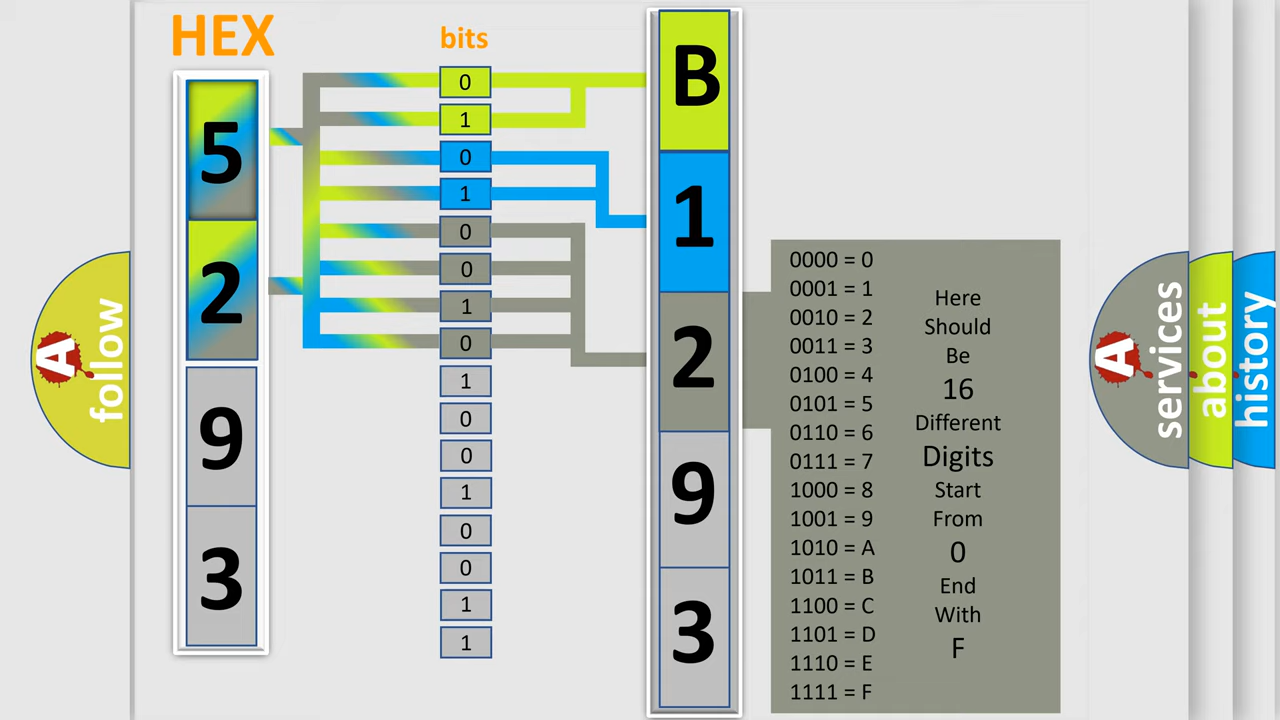 HEX
bits
5
2
9
3
0
1
0
1
0
0
1
0
1
0
0
1
0
0
1
1
B
1
2
9
3
0000 = 0
0001 = 1
0010 = 2
0011 = 3
0100 = 4
0101 = 5
0110 = 6
0111 = 7
1000 = 8
1001 = 9
1010 = A
1011 = B
1100 = C
1101 = D
1110 = E
1111 = F
Here
Should
Be
16
Different
Digits
Start
From
0
End
With
F
A
follow
A
services
about
history